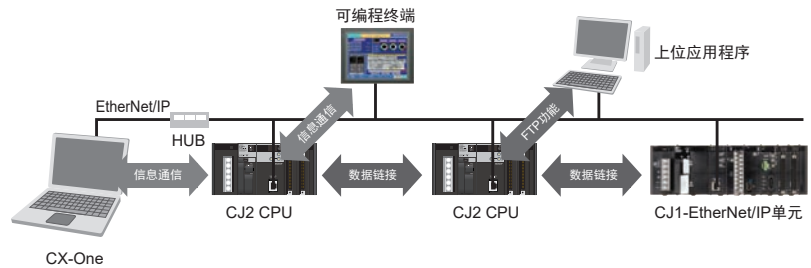 可编程终端
上位应用程序
EtherNet/IP
HUB
信息通信
FTP功能
信息通信
数据链接
数据链接
CJ2 CPU
CJ2 CPU
CJ1-EtherNet/IP单元
CX-One